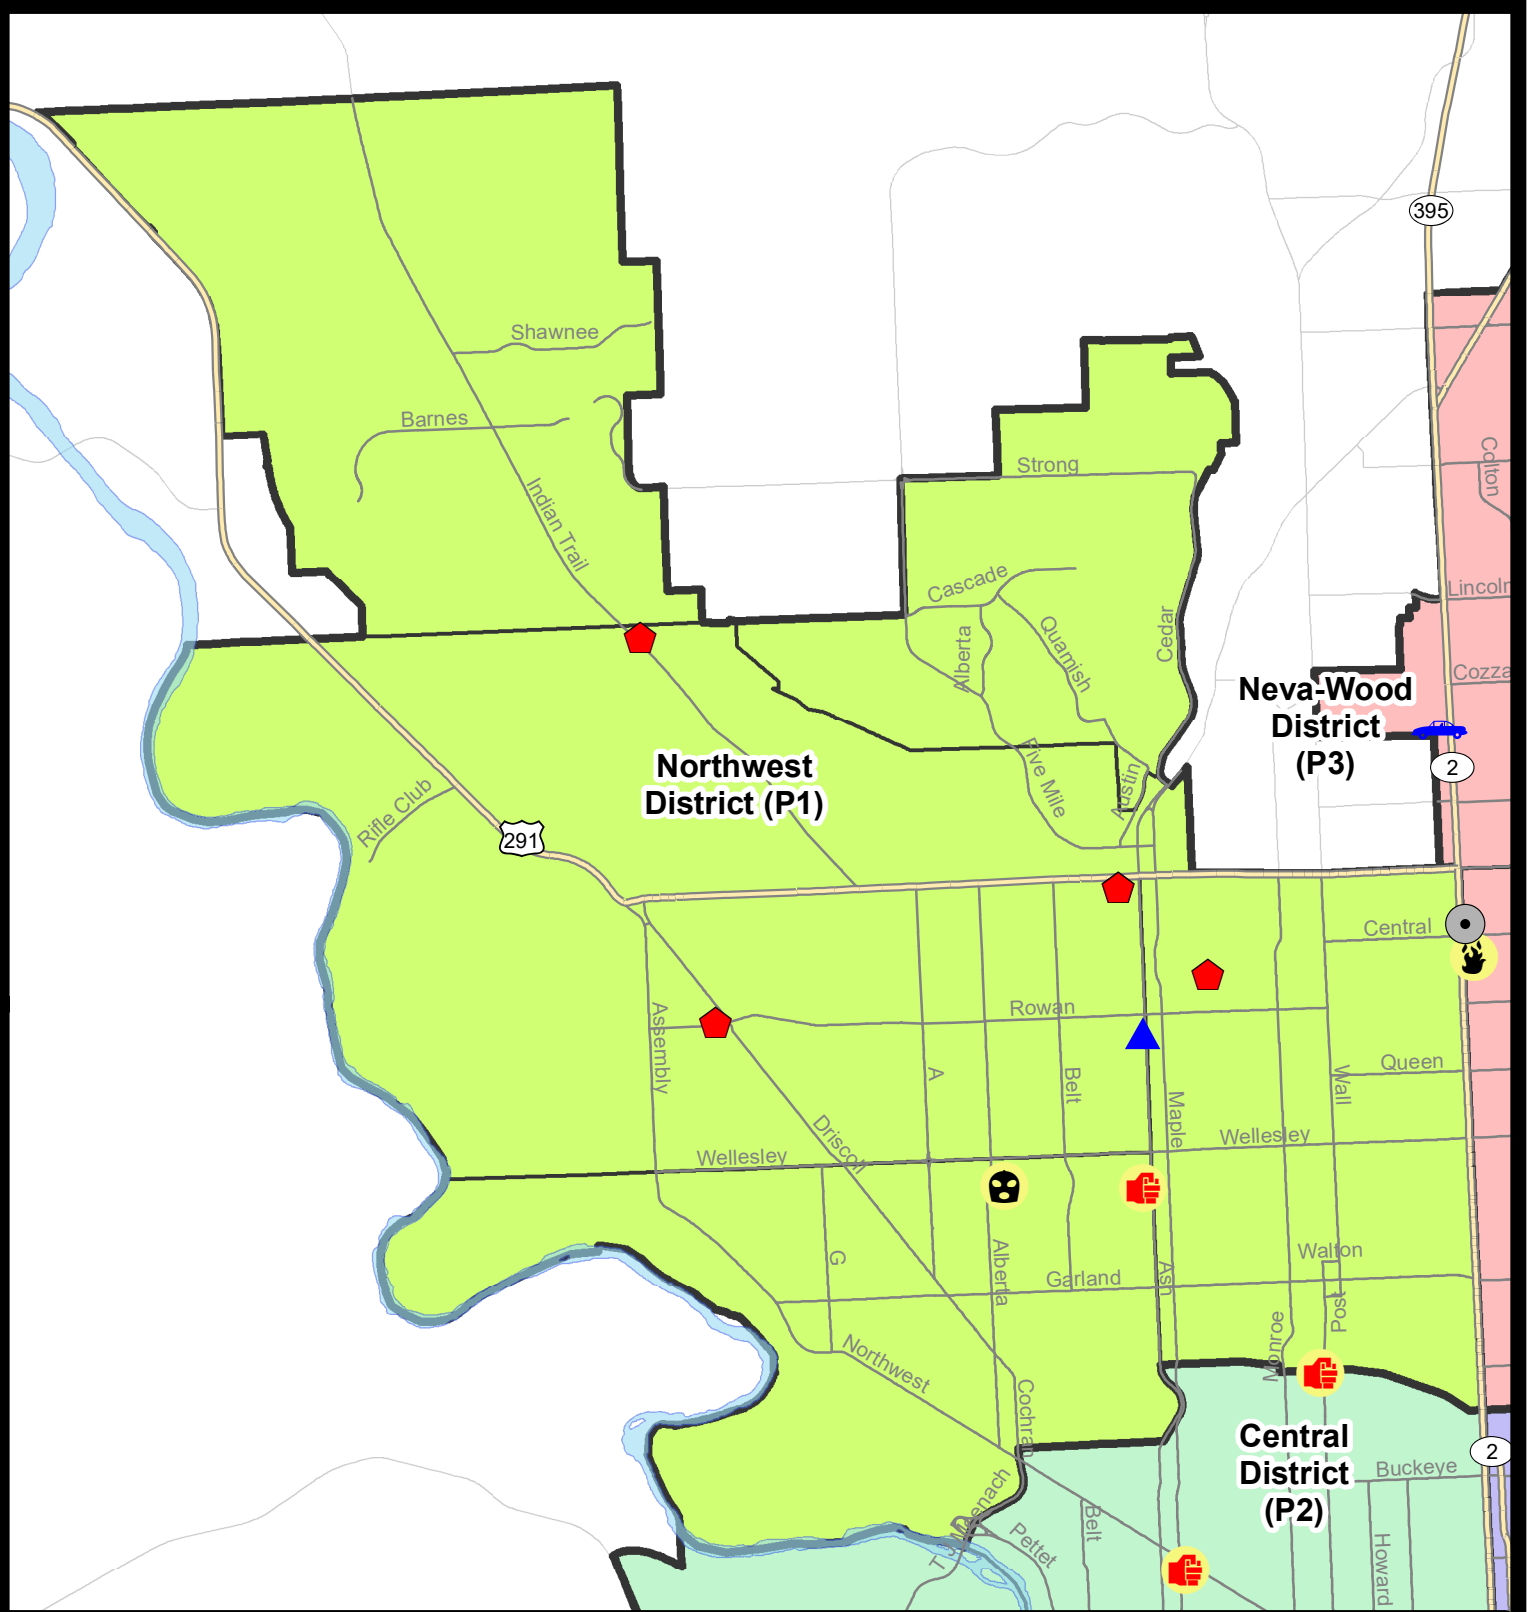 395
Shawnee
Barnes
Strong
Colton
Indian Trail
Cascade
Lincoln
Alberta
Quamish
Cedar
Cozza
Neva-Wood
District
(P3)
Northwest
District (P1)
2
Five Mile
Austin
Rifle Club
291
Central
Rowan
Assembly
Queen
A
Belt
Wall
Maple
Driscoll
Wellesley
Wellesley
Alberta
G
Walton
Garland
Ash
Post
Monroe
Northwest
Cochran
Central
District
(P2)
2
Buckeye
T J Meenach
Pettet
Belt
Howard